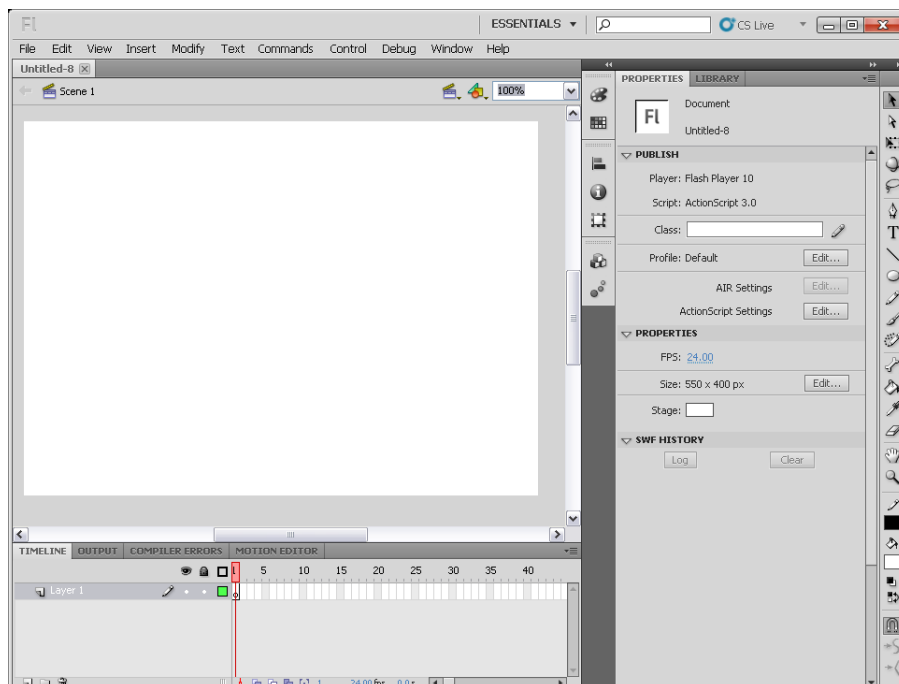 Fl ESSENTIALS CS Live
File Edit View Insert Modify Text Commands Control Debug Window Help
Untitled-8
Scene 1 100%
PROPERTIES LIBRARY
Fl Document
Untitled-8
PUBLISH
Player: Flash Player 10
Script: ActionScript 3.0
Class:
Profile: Default Edit...
AIR Settings Edit...
ActionScript Settings Edit...
PROPERTIES
FPS: 24.00
Size: 550 x 400 px Edit...
Stage:
SWF HISTORY
Log Clear
T
TIMELINE OUTPUT COMPILER ERRORS MOTION EDITOR
1 5 10 15 20 25 30 35 40
Layer 1
1 24.00 fps 0.0 s